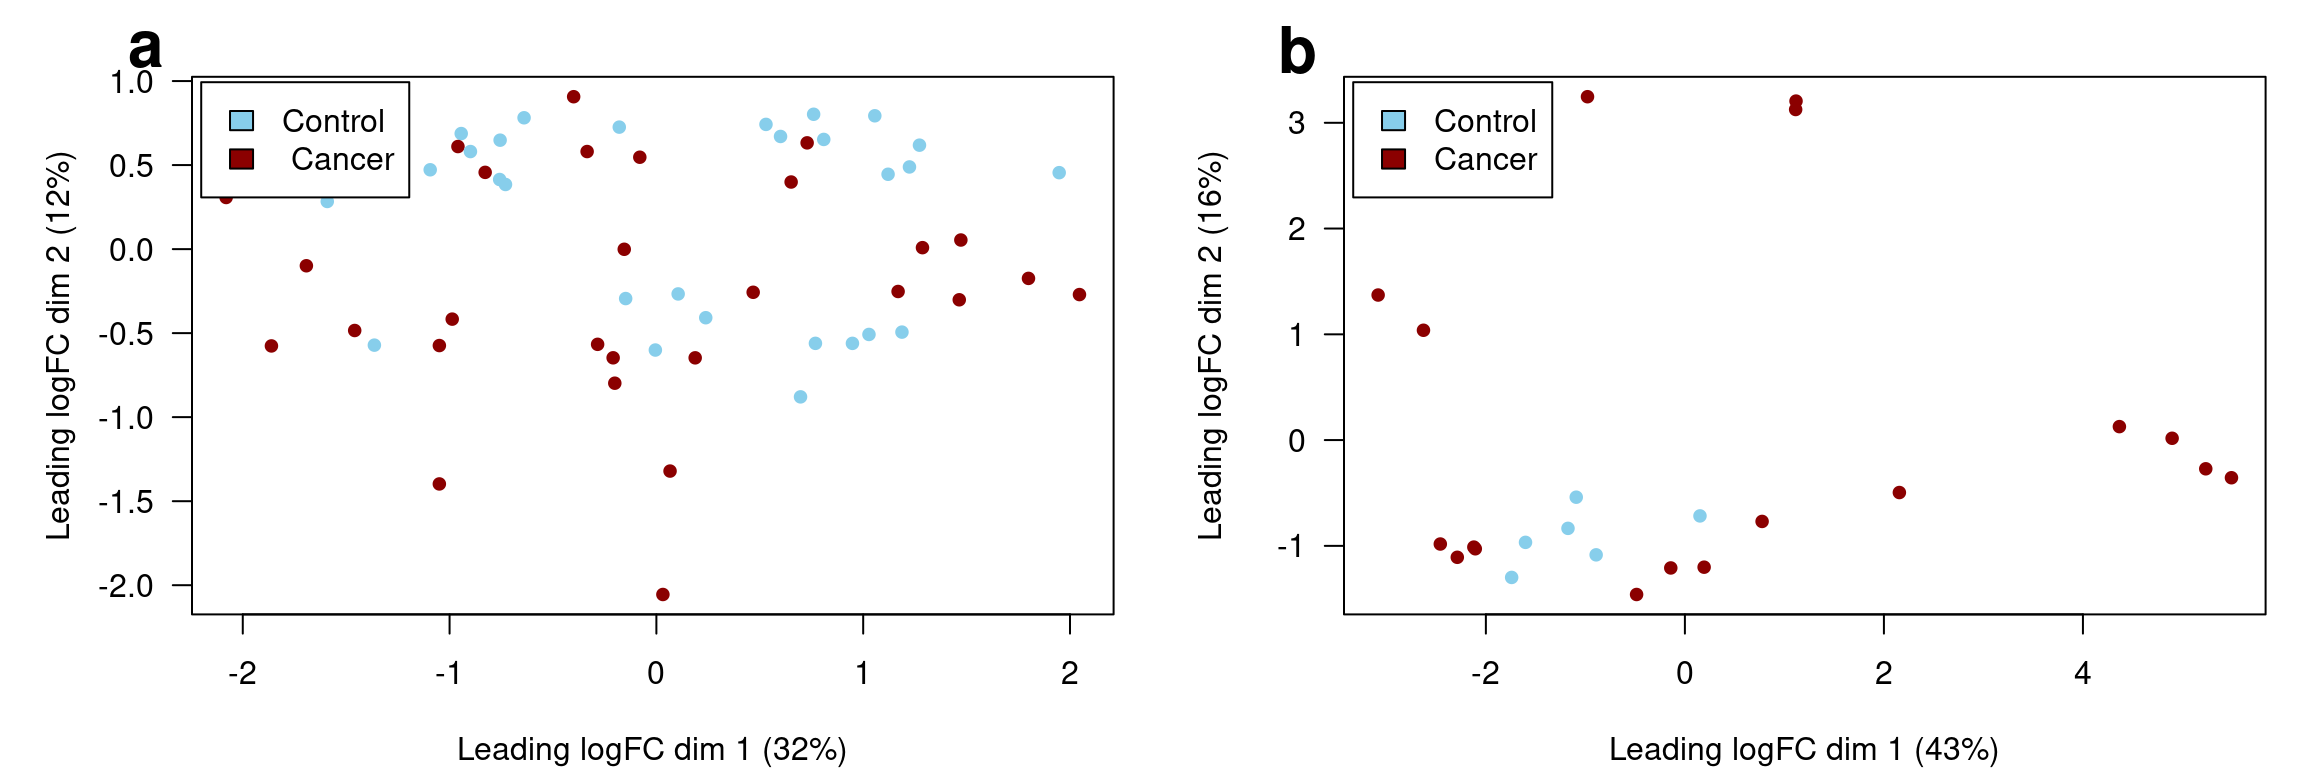 a
1.0
0.5
0.0
-0.5
-1.0
-1.5
-2.0
Leading logFC dim 2 (12%)
Control
Cancer
-2 -1 0 1 2
Leading logFC dim 1 (32%)
b
3
2
1
0
-1
Leading logFC dim 2 (16%)
Control
Cancer
-2 0 2 4
Leading logFC dim 1 (43%)